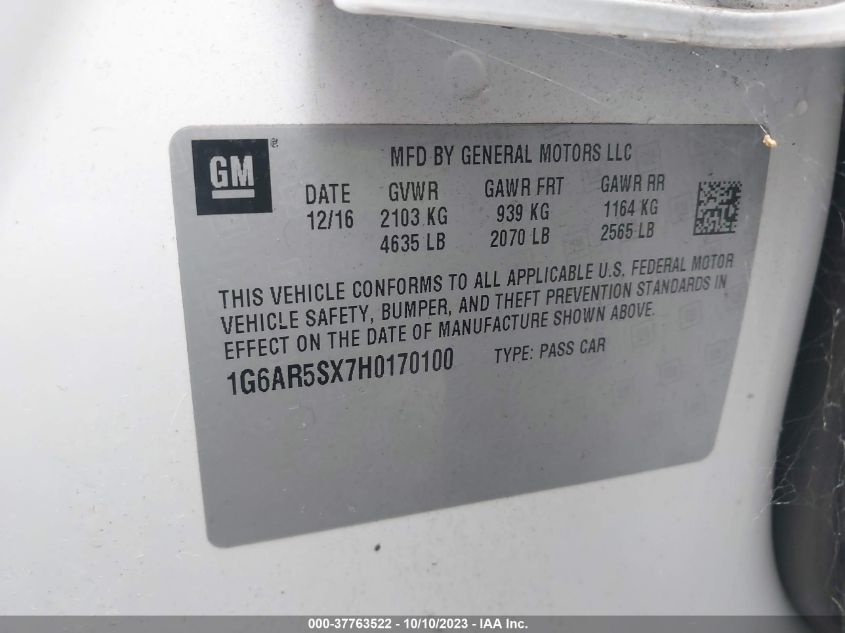 GM
®
MFD BY GENERAL MOTORS LLC
DATE GVWR GAWR FRT GAWR RR
12/16 2103 KG 939 KG 1164 KG
4635 LB 2070 LB 2565 LB
THIS VEHICLE CONFORMS TO ALL APPLICABLE U.S. FEDERAL MOTOR
VEHICLE SAFETY, BUMPER, AND THEFT PREVENTION STANDARDS IN
EFFECT ON THE DATE OF MANUFACTURE SHOWN ABOVE.
1G6AR5SX7H0170100 TYPE: PASS CAR
000-37763522 - 10/10/2023 - IAA Inc.